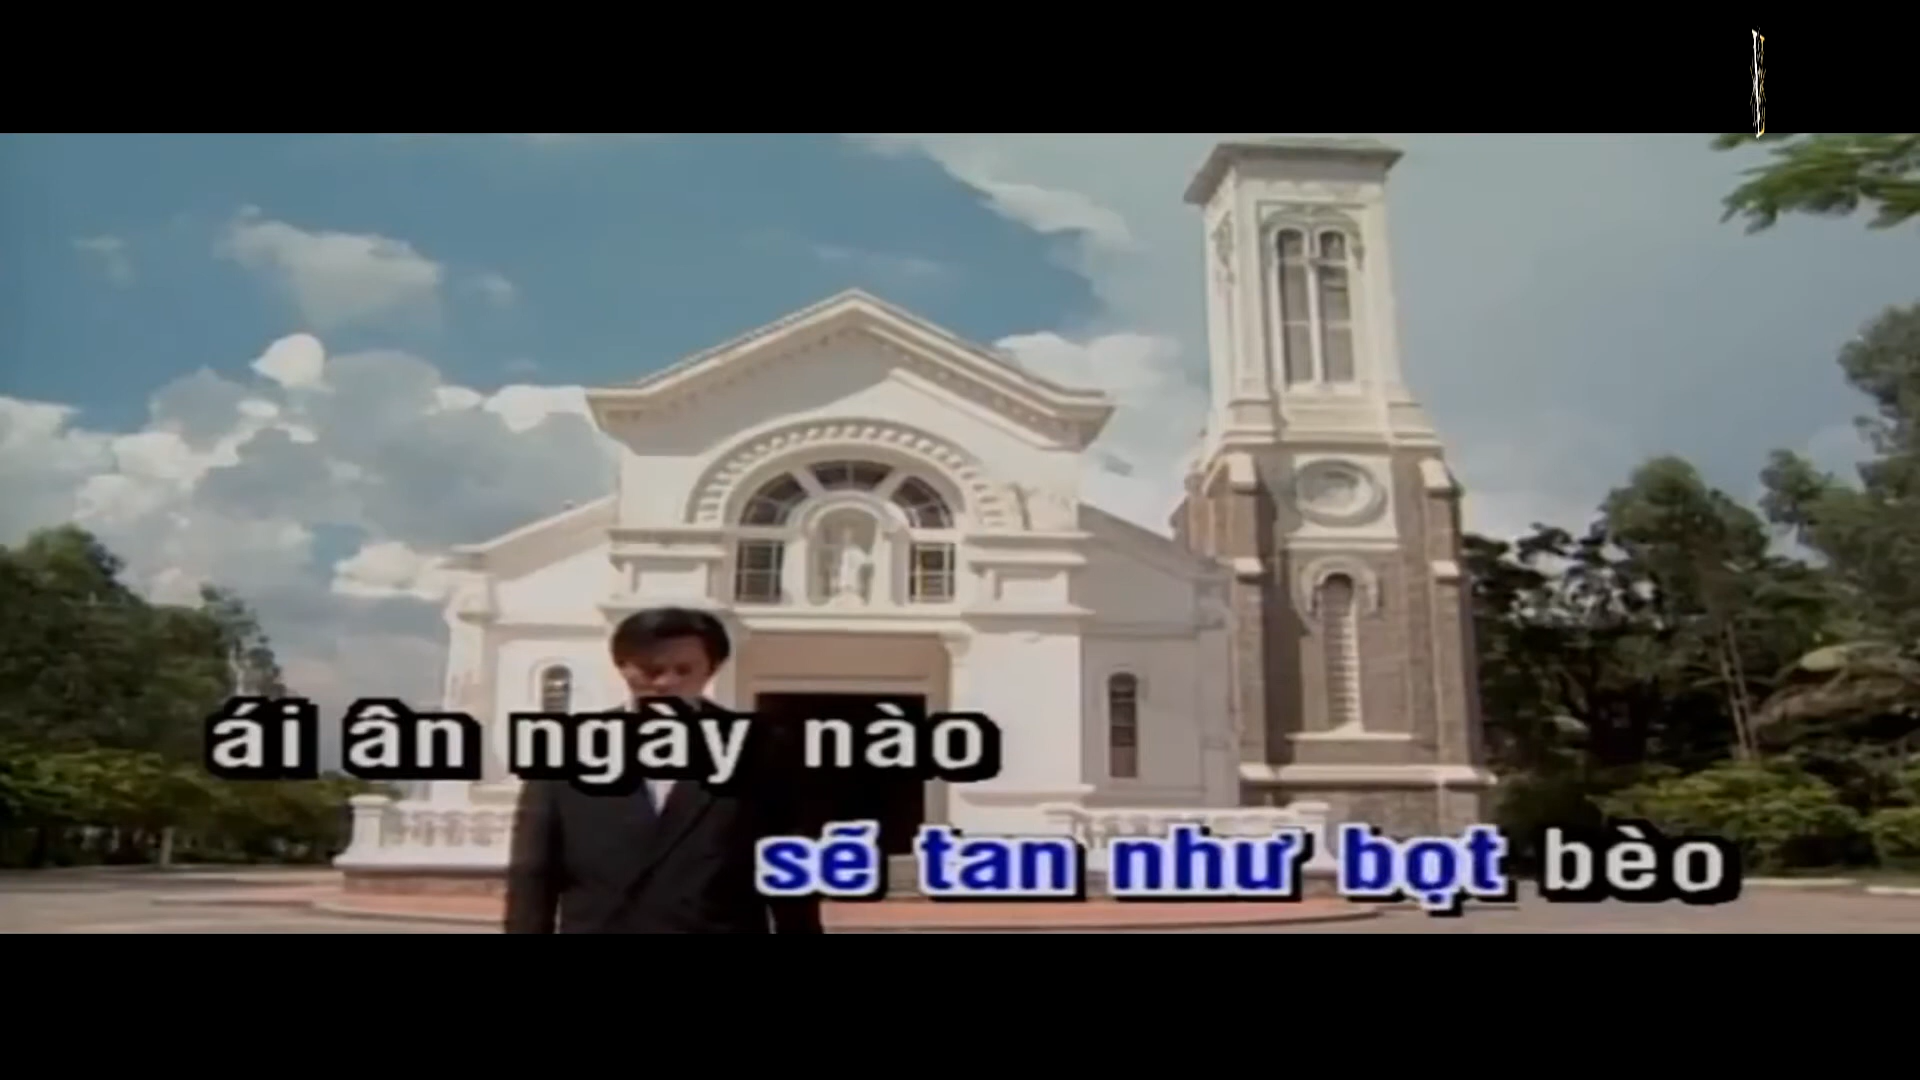 ái ân ngày nào
sẽ tan như bọt bèo